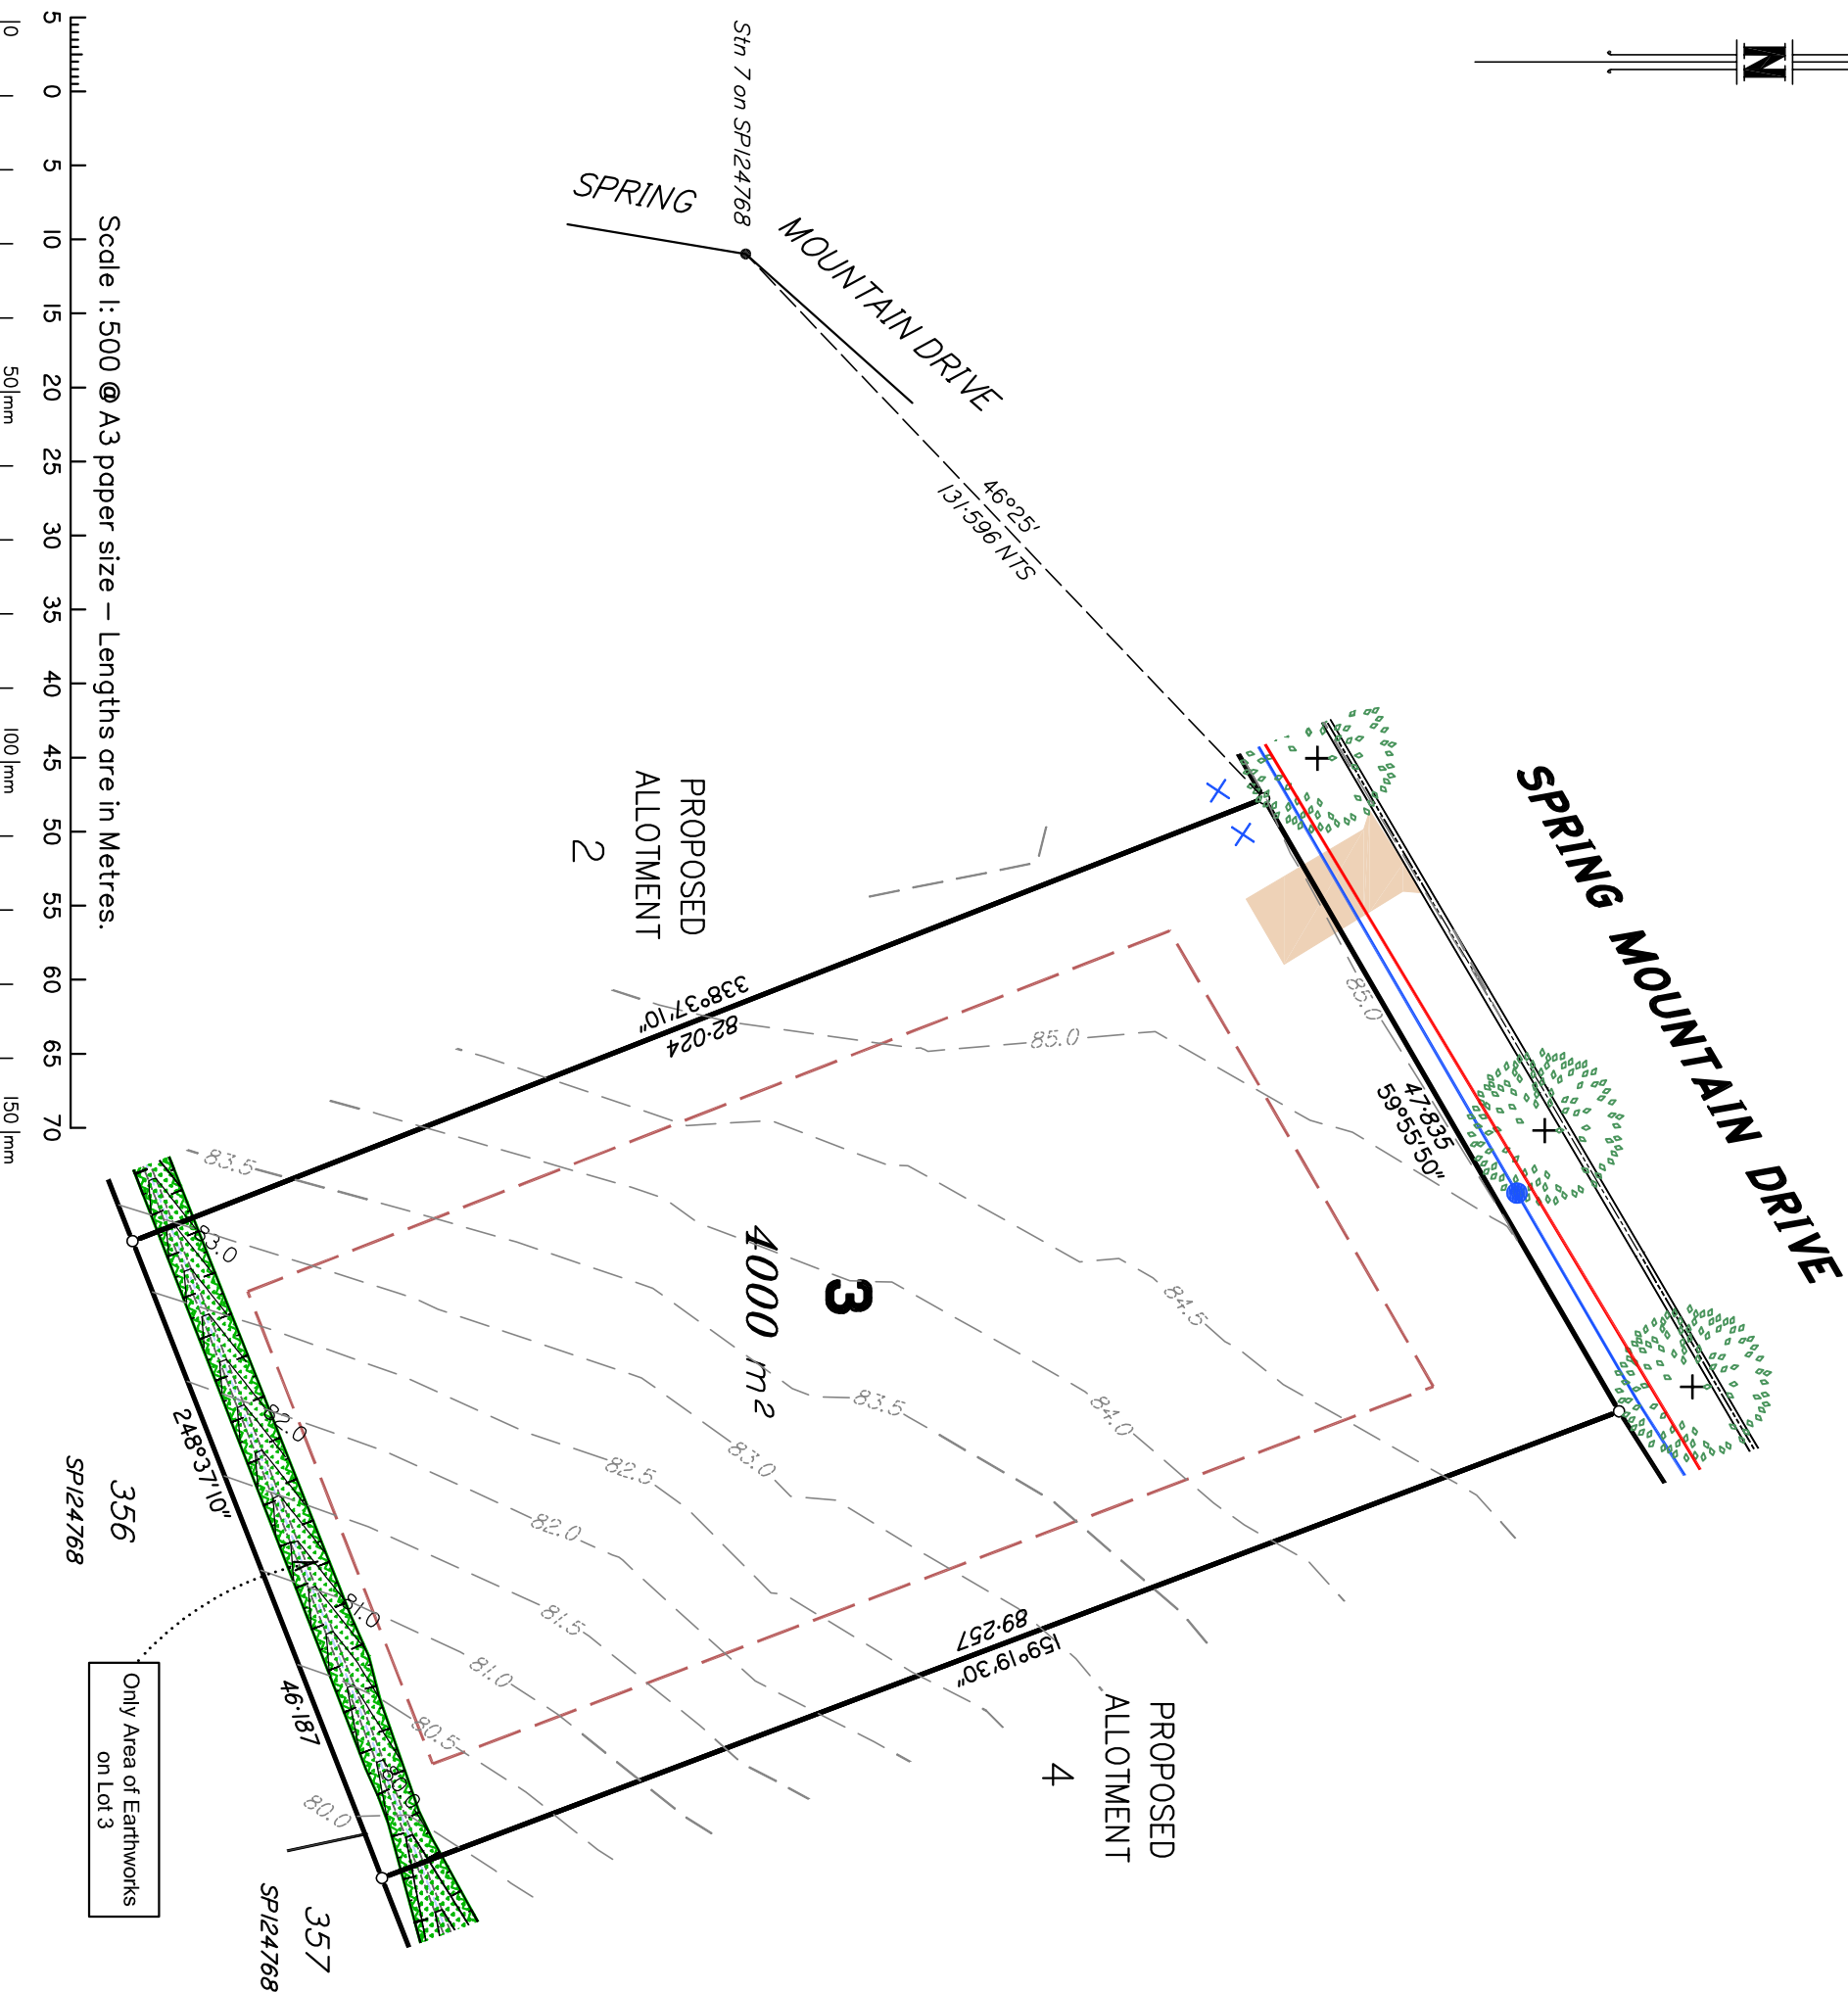 N
SPRING MOUNTAIN DRIVE
Stn 7 on SP124768
SPRING
MOUNTAIN DRIVE
46°25'
131·596 NTS
47·835
59°55'50"
85.0
85.0
84.5
84.0
83.5
83.0
82.5
82.0
81.5
81.0
80.5
80.0
83.5
83.0
82.0
81.0
80.0
338°37'10"
82·024
3
4000 m2
89·257
159°19'30"
PROPOSED
ALLOTMENT
2
PROPOSED
ALLOTMENT
4
248°37'10"
46·187
356
SP124768
357
SP124768
Only Area of Earthworks
on Lot 3
Scale 1:500 @ A3 paper size – Lengths are in Metres.
5 0 5 10 15 20 25 30 35 40 45 50 55 60 65 70
0 50 mm 100 mm 150 mm